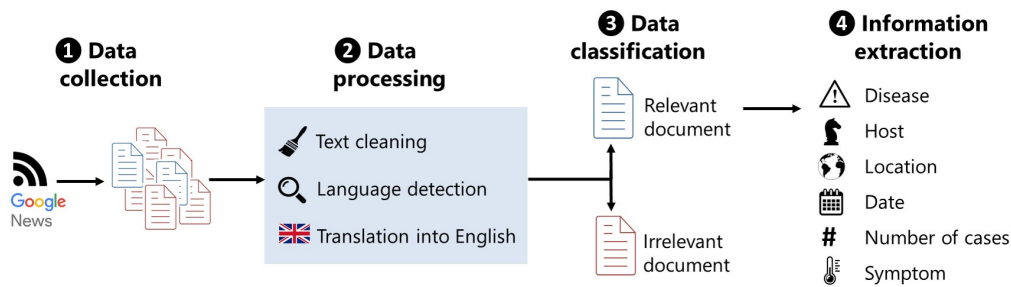 1 Data
collection
Google
News
2 Data
processing
Text cleaning
Language detection
Translation into English
3 Data
classification
Relevant
document
Irrelevant
document
4 Information
extraction
Disease
Host
Location
Date
# Number of cases
Symptom